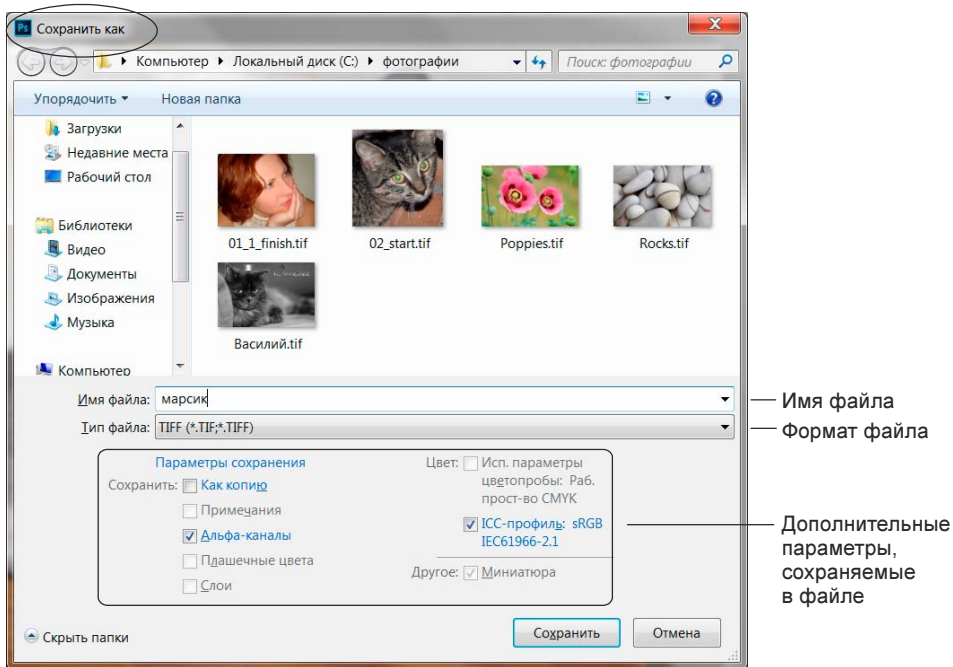 Ps Сохранить как
Компьютер ▸ Локальный диск (C:) ▸ фотографии
Поиск: фотографии
Упорядочить
Новая папка
Загрузки
Недавние места
Рабочий стол
Библиотеки
Видео
Документы
Изображения
Музыка
Компьютер
01_1_finish.tif
02_start.tif
Poppies.tif
Rocks.tif
Василий.tif
Имя файла: марсик
Тип файла: TIFF (*.TIF;*.TIFF)
Параметры сохранения
Сохранить: Как копию
Примечания
Альфа-каналы
Плашечные цвета
Слои
Цвет: Исп. параметры
цветопробы: Раб.
прост-во CMYK
ICC-профиль: sRGB
IEC61966-2.1
Другое: Миниатюра
Скрыть папки
Сохранить
Отмена
Имя файла
Формат файла
Дополнительные
параметры,
сохраняемые
в файле